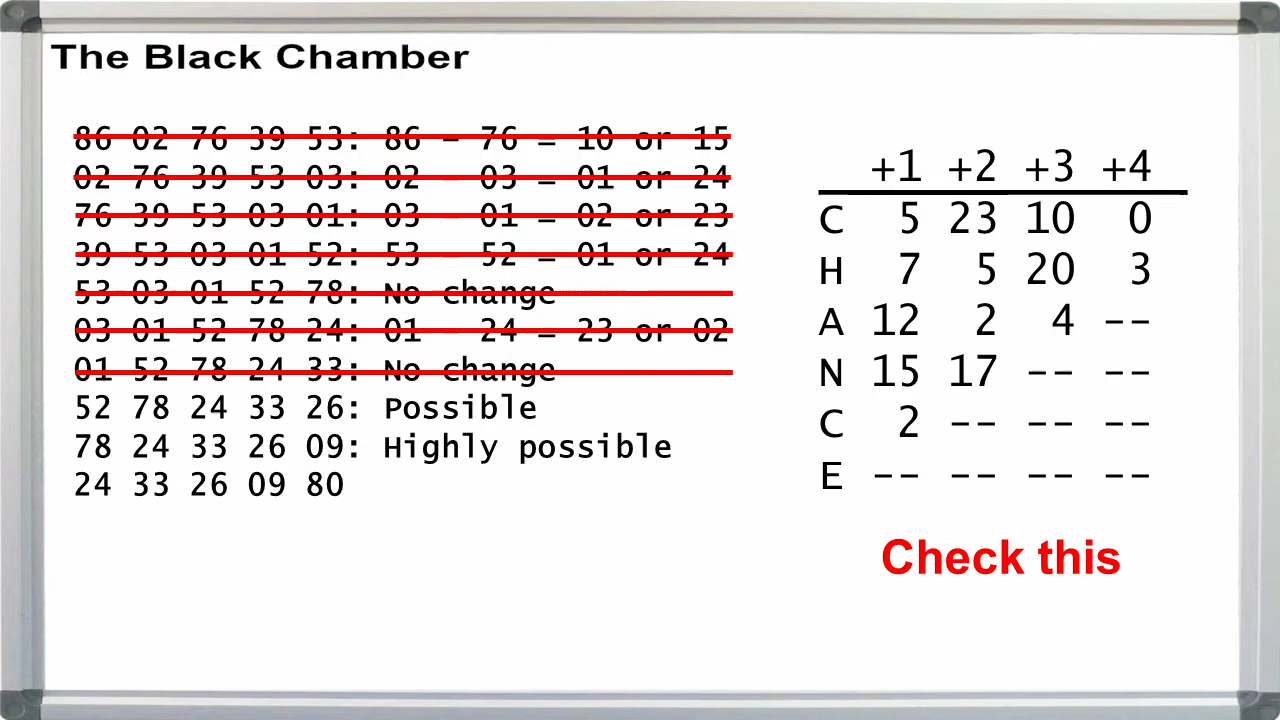 The Black Chamber
86 02 76 39 53: 86 - 76 = 10 or 15
02 76 39 53 03: 02 - 03 = 01 or 24
76 39 53 03 01: 03 - 01 = 02 or 23
39 53 03 01 52: 53 - 52 = 01 or 24
53 03 01 52 78: No change
03 01 52 78 24: 01 - 24 = 23 or 02
01 52 78 24 33: No change
52 78 24 33 26: Possible
78 24 33 26 09: Highly possible
24 33 26 09 80
+1 +2 +3 +4
C 5 23 10 0
H 7 5 20 3
A 12 2 4 --
N 15 17 -- --
C 2 -- -- --
E -- -- -- --
Check this